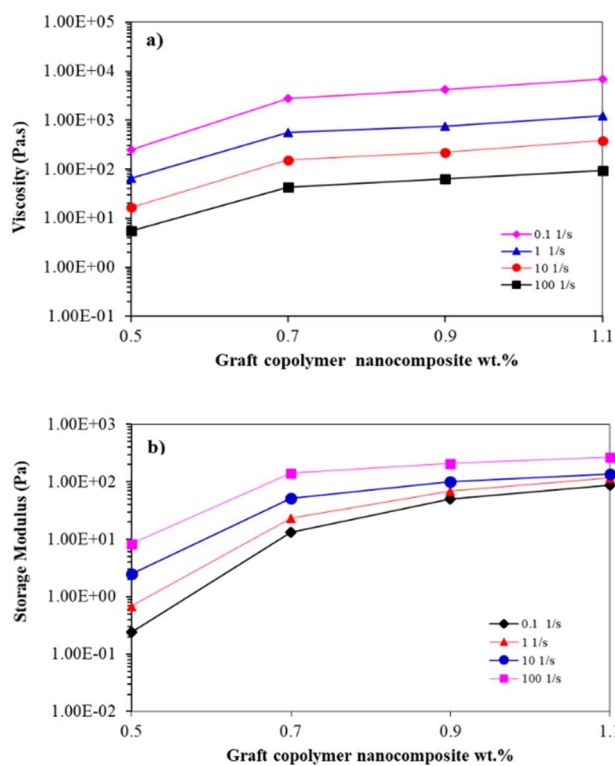 a)
1.00E+05
1.00E+04
1.00E+03
1.00E+02
1.00E+01
1.00E+00
1.00E-01
Viscosity (Pa.s)
0.1 1/s
1 1/s
10 1/s
100 1/s
0.5 0.7 0.9 1.1
Graft copolymer nanocomposite wt.%
b)
1.00E+03
1.00E+02
1.00E+01
1.00E+00
1.00E-01
1.00E-02
Storage Modulus (Pa)
0.1 1/s
1 1/s
10 1/s
100 1/s
0.5 0.7 0.9 1.1
Graft copolymer nanocomposite wt.%